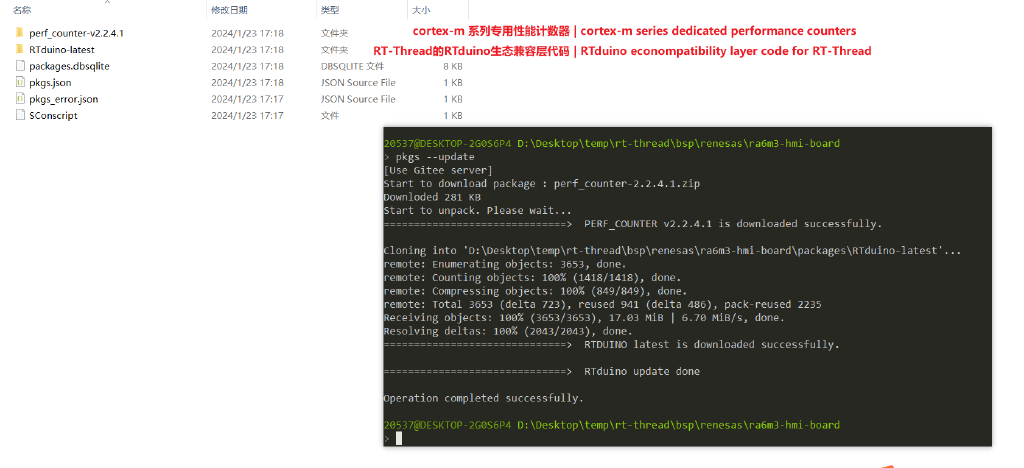 名称 修改日期 类型 大小
perf_counter-v2.2.4.1 2024/1/23 17:18 文件夹 cortex-m 系列专用性能计数器 | cortex-m series dedicated performance counters
RTduino-latest 2024/1/23 17:18 文件夹 RT-Thread的RTduino生态兼容层代码 | RTduino econompatibility layer code for RT-Thread
packages.dbsqlite 2024/1/23 17:18 DBSQLITE 文件 8 KB
pkgs.json 2024/1/23 17:18 JSON Source File 1 KB
pkgs_error.json 2024/1/23 17:17 JSON Source File 1 KB
SConscript 2024/1/23 17:17 文件 1 KB
20537@DESKTOP-2G0S6P4 D:\Desktop\temp\rt-thread\bsp\renesas\ra6m3-hmi-board
> pkgs --update
[Use Gitee server]
Start to download package : perf_counter-2.2.4.1.zip
Downloded 281 KB
Start to unpack. Please wait...
==============================> PERF_COUNTER v2.2.4.1 is downloaded successfully.
Cloning into 'D:\Desktop\temp\rt-thread\bsp\renesas\ra6m3-hmi-board\packages\RTduino-latest'...
remote: Enumerating objects: 3653, done.
remote: Counting objects: 100% (1418/1418), done.
remote: Compressing objects: 100% (849/849), done.
remote: Total 3653 (delta 723), reused 941 (delta 486), pack-reused 2235
Receiving objects: 100% (3653/3653), 17.03 MiB | 6.70 MiB/s, done.
Resolving deltas: 100% (2043/2043), done.
==============================> RTDUINO latest is downloaded successfully.
==============================> RTduino update done
Operation completed successfully.
20537@DESKTOP-2G0S6P4 D:\Desktop\temp\rt-thread\bsp\renesas\ra6m3-hmi-board
>